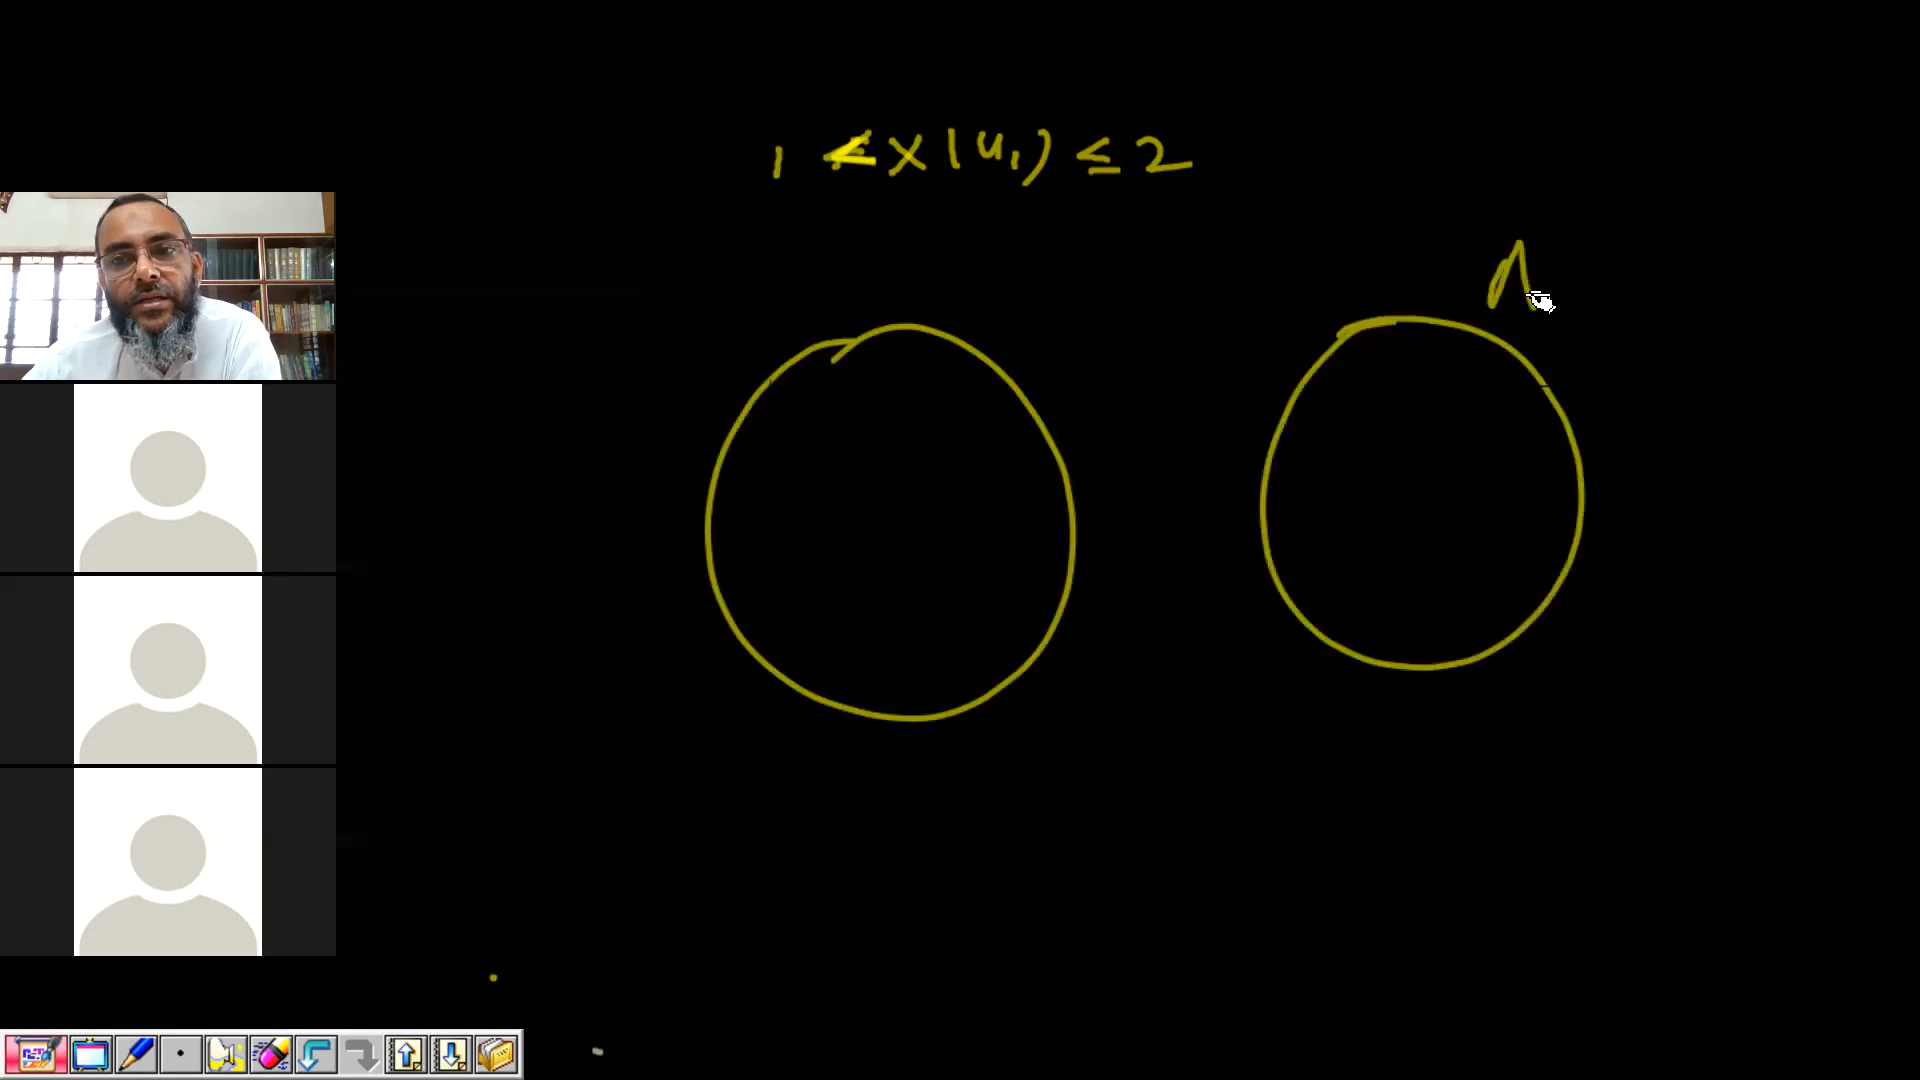 1 < X(u₁) ≤ 2